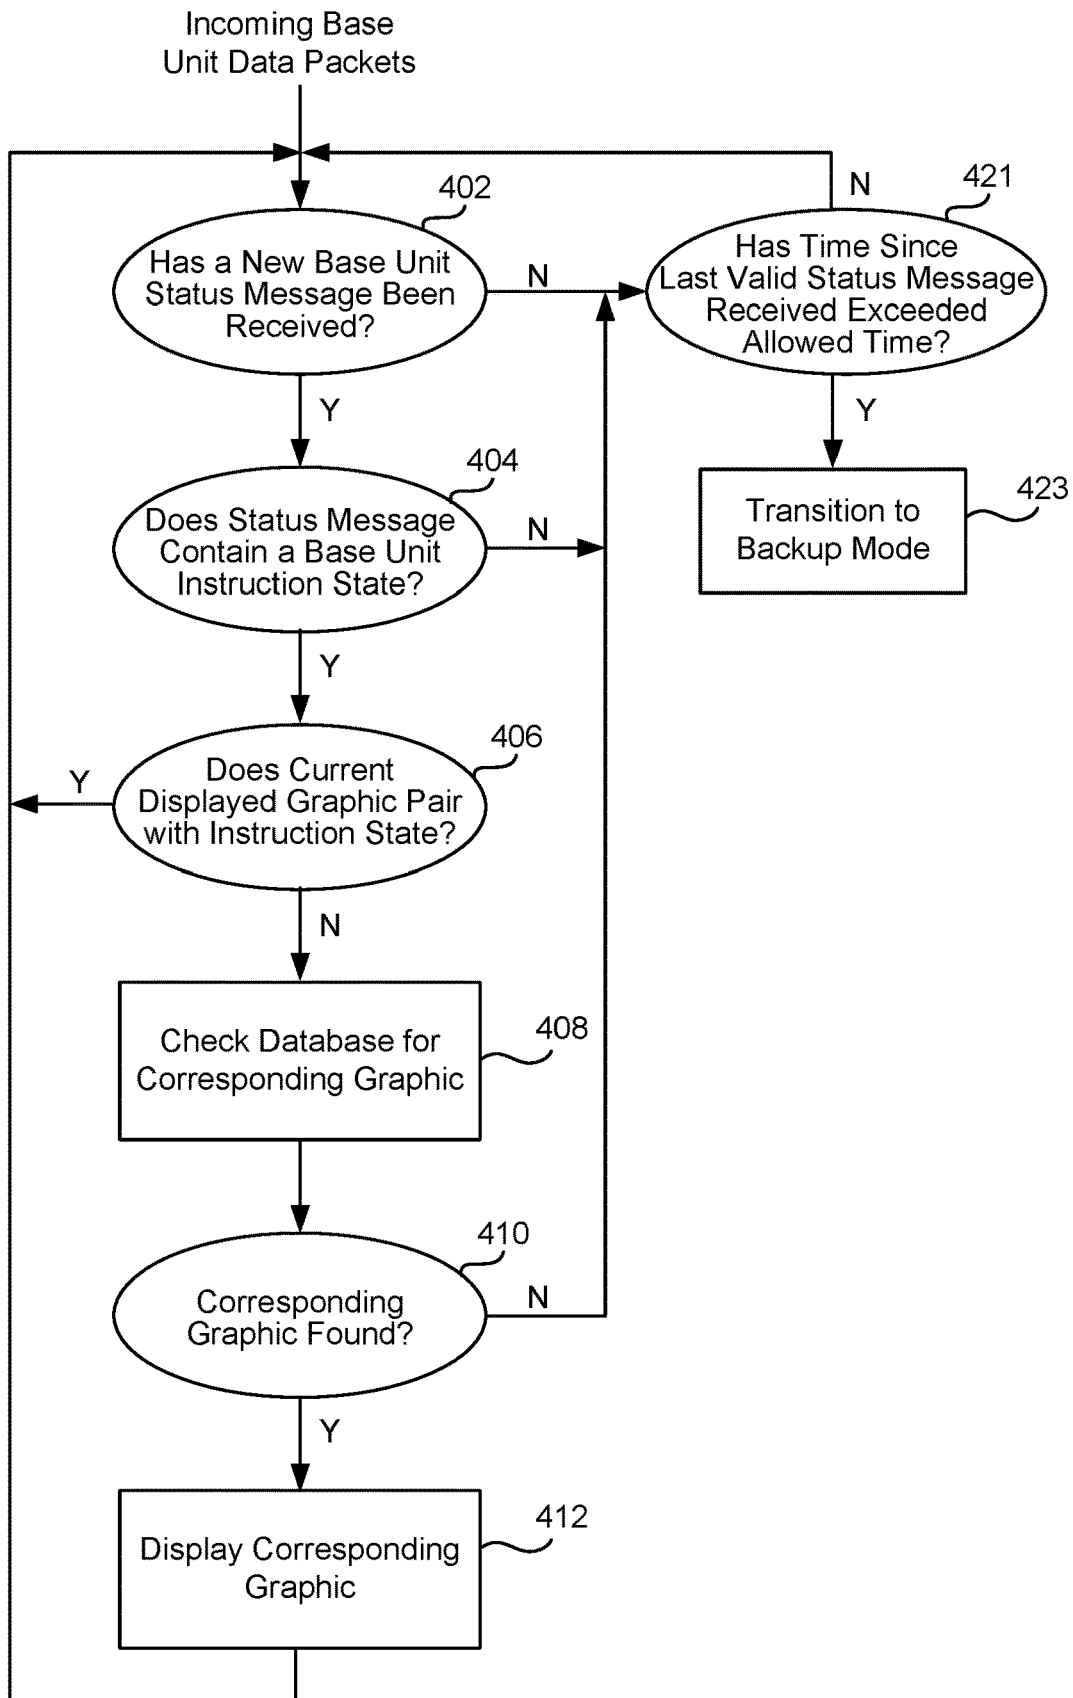 Incoming Base
Unit Data Packets
402
Has a New Base Unit
Status Message Been
Received?
N
Y
421
N
Has Time Since
Last Valid Status Message
Received Exceeded
Allowed Time?
Y
423
Transition to
Backup Mode
404
Does Status Message
Contain a Base Unit
Instruction State?
N
Y
406
Does Current
Displayed Graphic Pair
with Instruction State?
Y
N
408
Check Database for
Corresponding Graphic
410
Corresponding
Graphic Found?
N
Y
412
Display Corresponding
Graphic